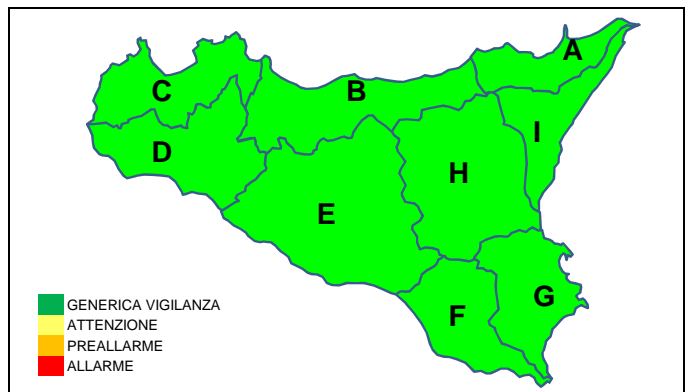 A
B
C
I
D
H
E
G
F
GENERICA VIGILANZA
ATTENZIONE
PREALLARME
ALLARME